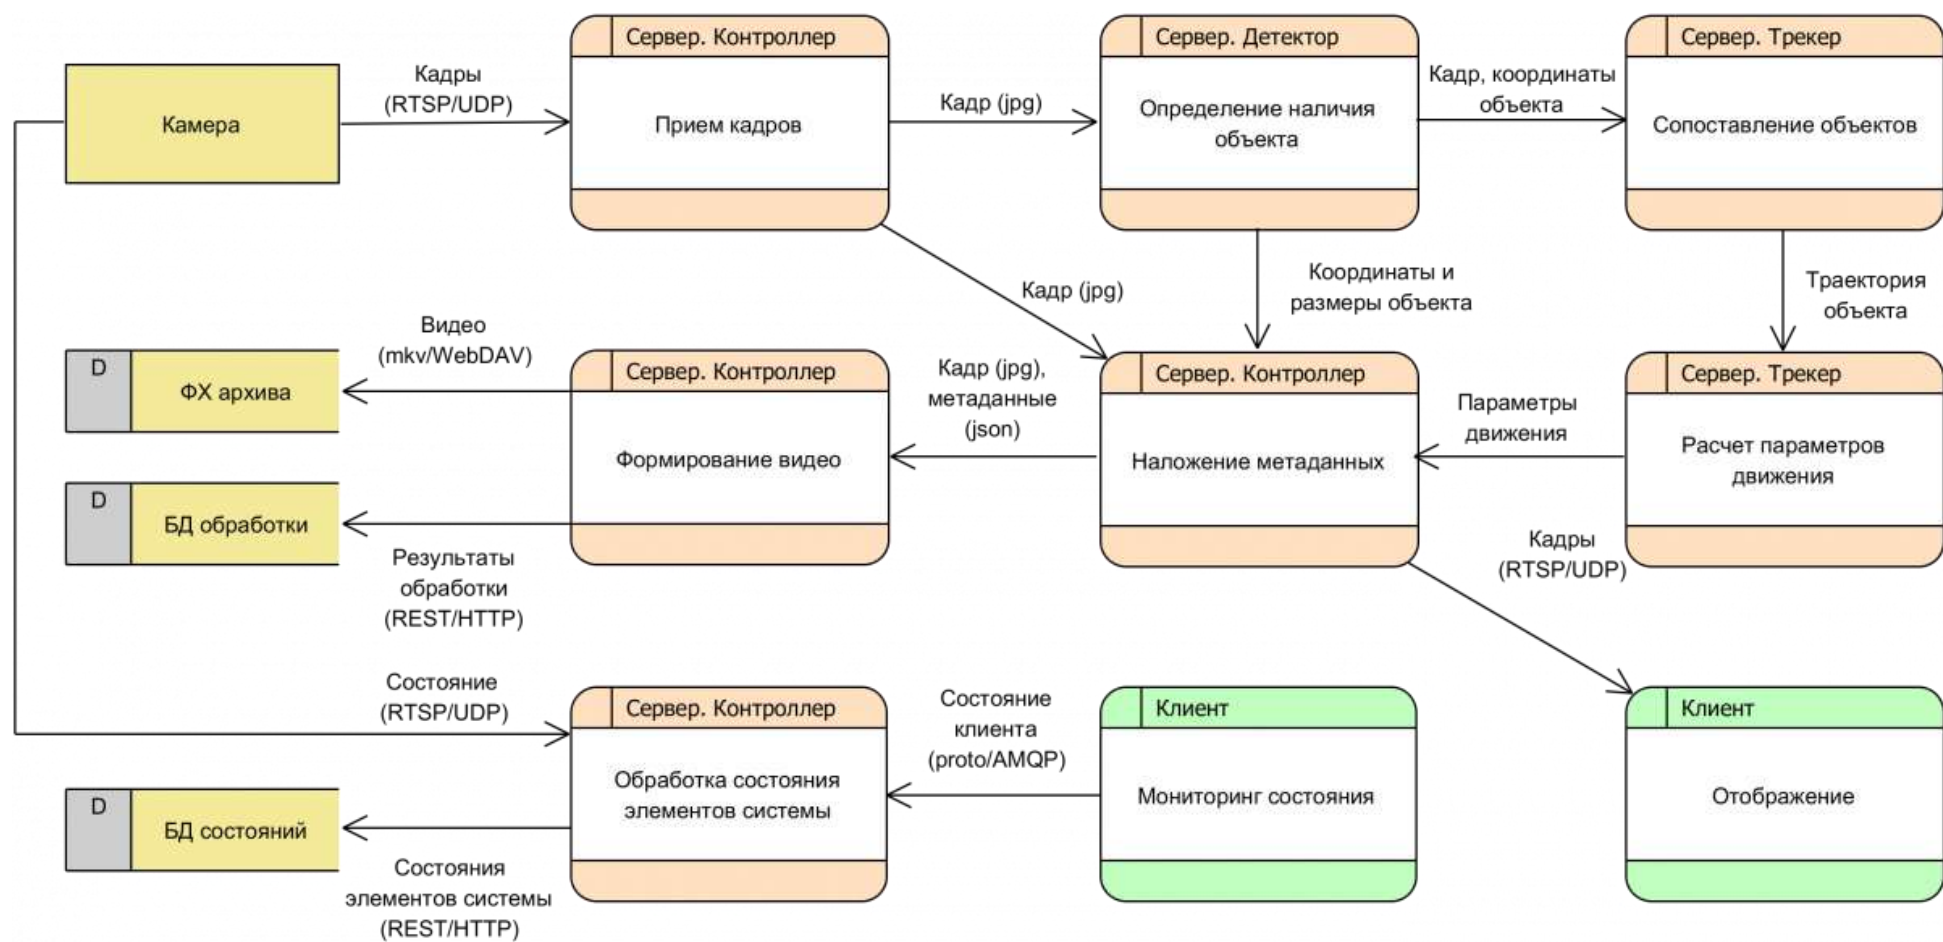 Сервер. Контроллер
Сервер. Детектор
Сервер. Трекер
Камера
Кадры
(RTSP/UDP)
Прием кадров
Кадр (jpg)
Определение наличия
объекта
Кадр, координаты
объекта
Сопоставление объектов
Кадр (jpg)
Координаты и
размеры объекта
Траектория
объекта
D
ФХ архива
Видео
(mkv/WebDAV)
Сервер. Контроллер
Формирование видео
Кадр (jpg),
метаданные
(json)
Сервер. Контроллер
Наложение метаданных
Параметры
движения
Сервер. Трекер
Расчет параметров
движения
D
БД обработки
Результаты
обработки
(REST/HTTP)
Кадры
(RTSP/UDP)
Состояние
(RTSP/UDP)
Сервер. Контроллер
Обработка состояния
элементов системы
Состояние
клиента
(proto/AMQP)
Клиент
Мониторинг состояния
Клиент
Отображение
D
БД состояний
Состояния
элементов системы
(REST/HTTP)